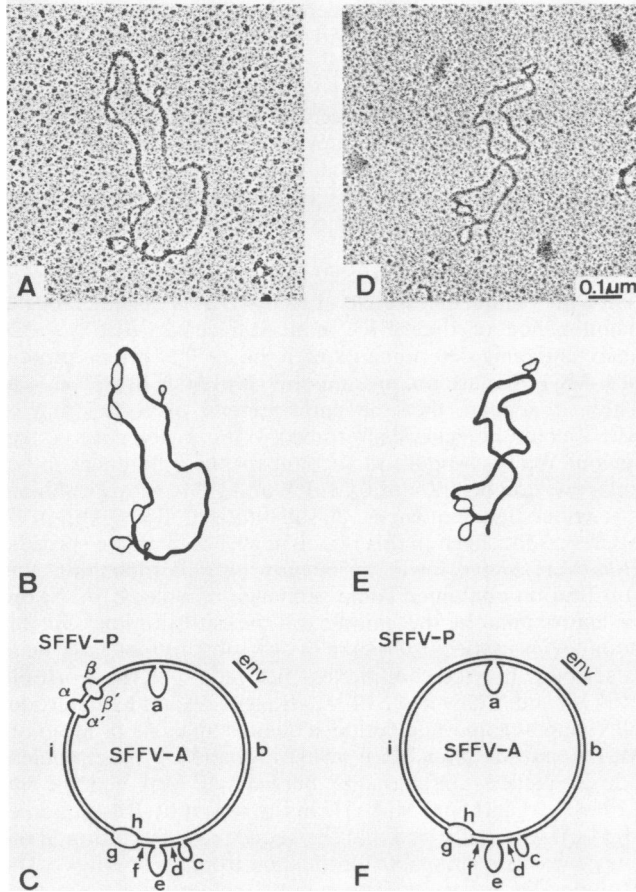 A
D
0.1μm
B
E
SFFV-P
env
β
α
β'
α'
a
i
SFFV-A
b
h
g
f
d
c
e
C
SFFV-P
env
a
i
SFFV-A
b
h
g
f
d
c
e
F